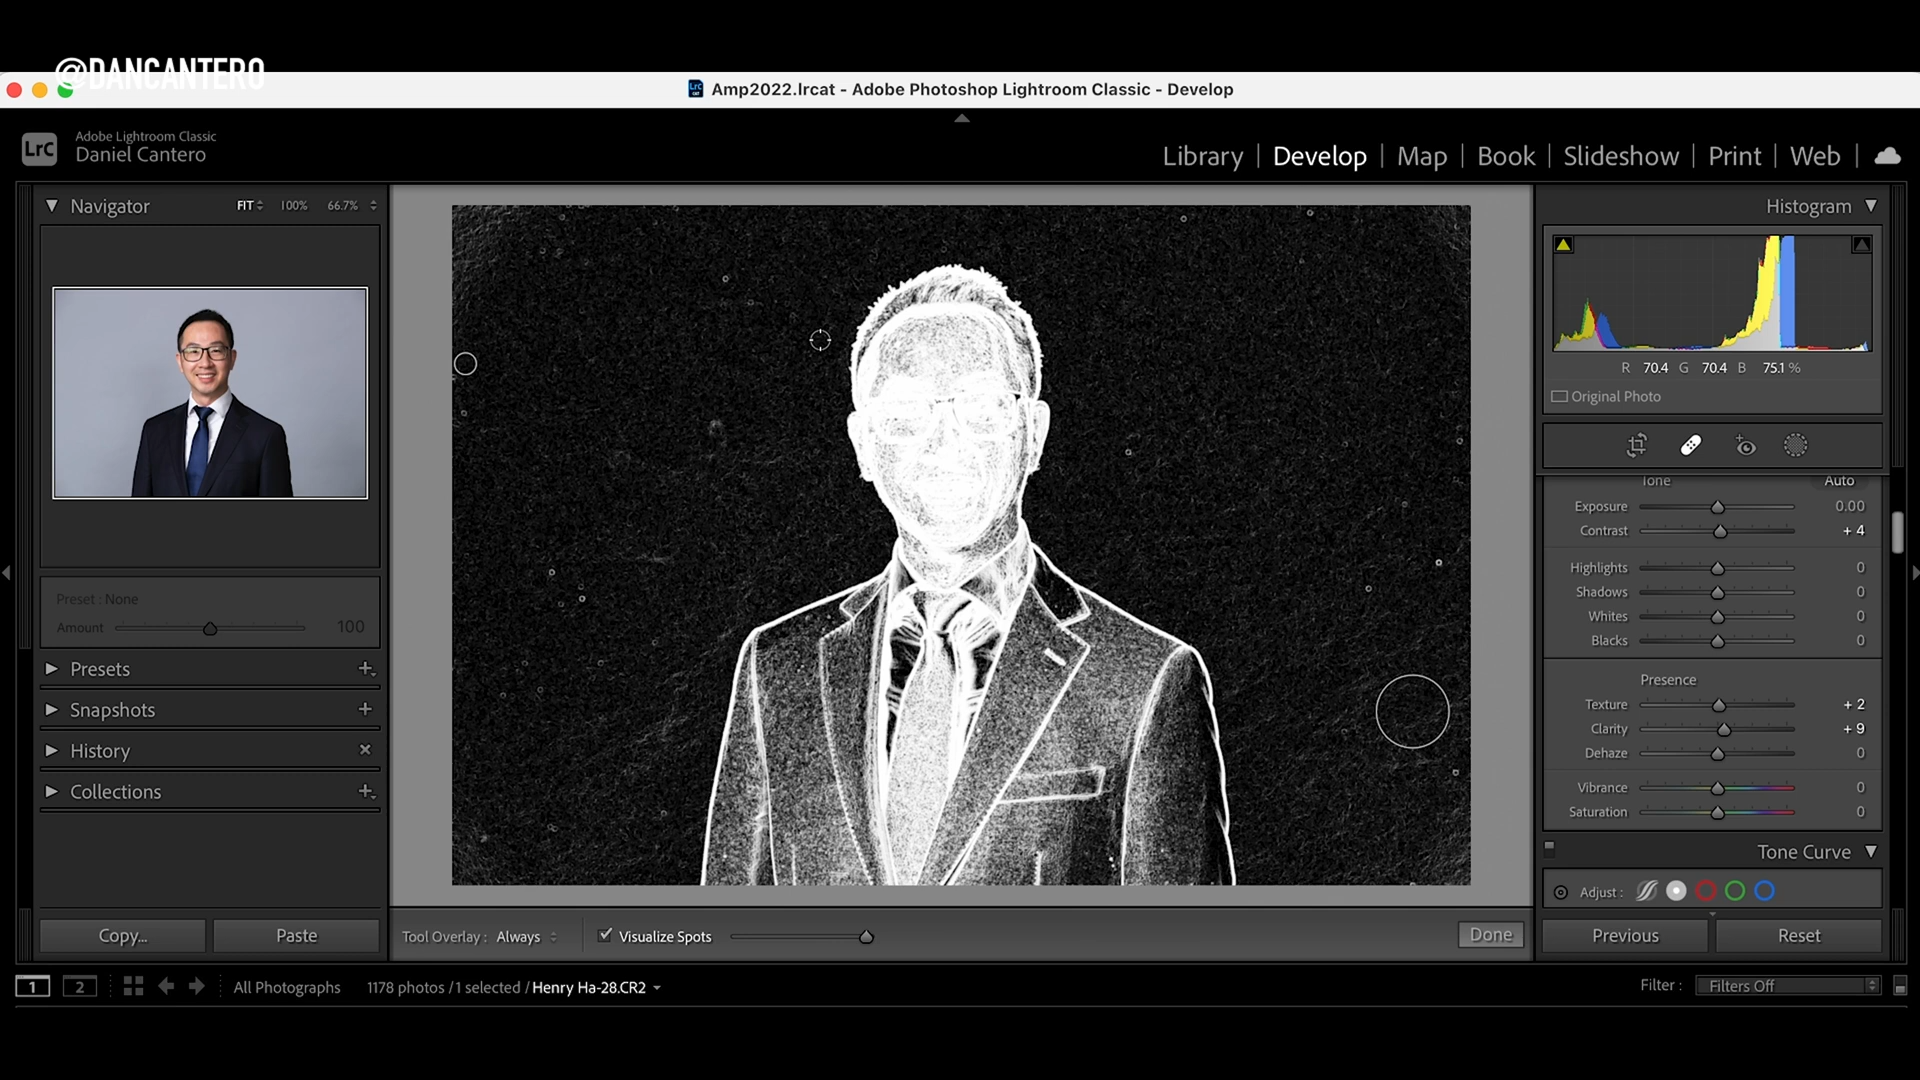 @DANCANTERO
Amp2022.lrcat - Adobe Photoshop Lightroom Classic - Develop
LrC
Adobe Lightroom Classic
Daniel Cantero
Library | Develop | Map | Book | Slideshow | Print | Web |
Navigator FIT 100% 66.7%
Histogram
R 70.4 G 70.4 B 75.1 %
Original Photo
Tone Auto
Exposure 0.00
Contrast + 4
Highlights 0
Shadows 0
Whites 0
Blacks 0
Presence
Texture + 2
Clarity + 9
Dehaze 0
Vibrance 0
Saturation 0
Tone Curve
Adjust :
Preset : None
Amount 100
Presets
Snapshots
History
Collections
Copy... Paste
Tool Overlay : Always Visualize Spots Done
Previous Reset
1 2 All Photographs 1178 photos / 1 selected / Henry Ha-28.CR2
Filter : Filters Off